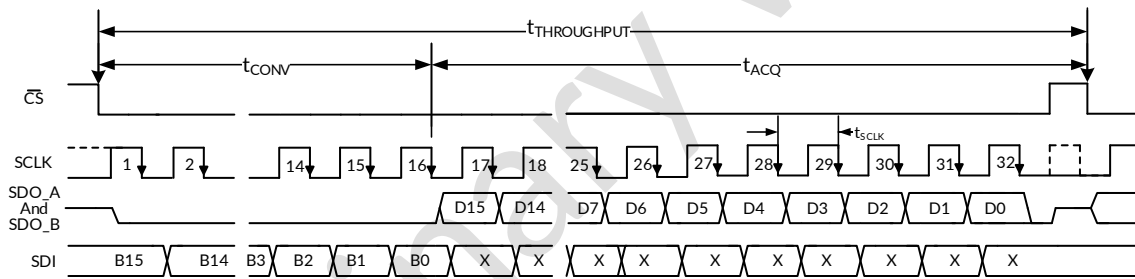 tTHROUGHPUT
tCONV tACQ
CS
tSCLK
SCLK 1 2 14 15 16 17 18 25 26 27 28 29 30 31 32
SDO_A
And
SDO_B
D15 D14 D7 D6 D5 D4 D3 D2 D1 D0
SDI B15 B14 B3 B2 B1 B0 X X X X X X X X X X